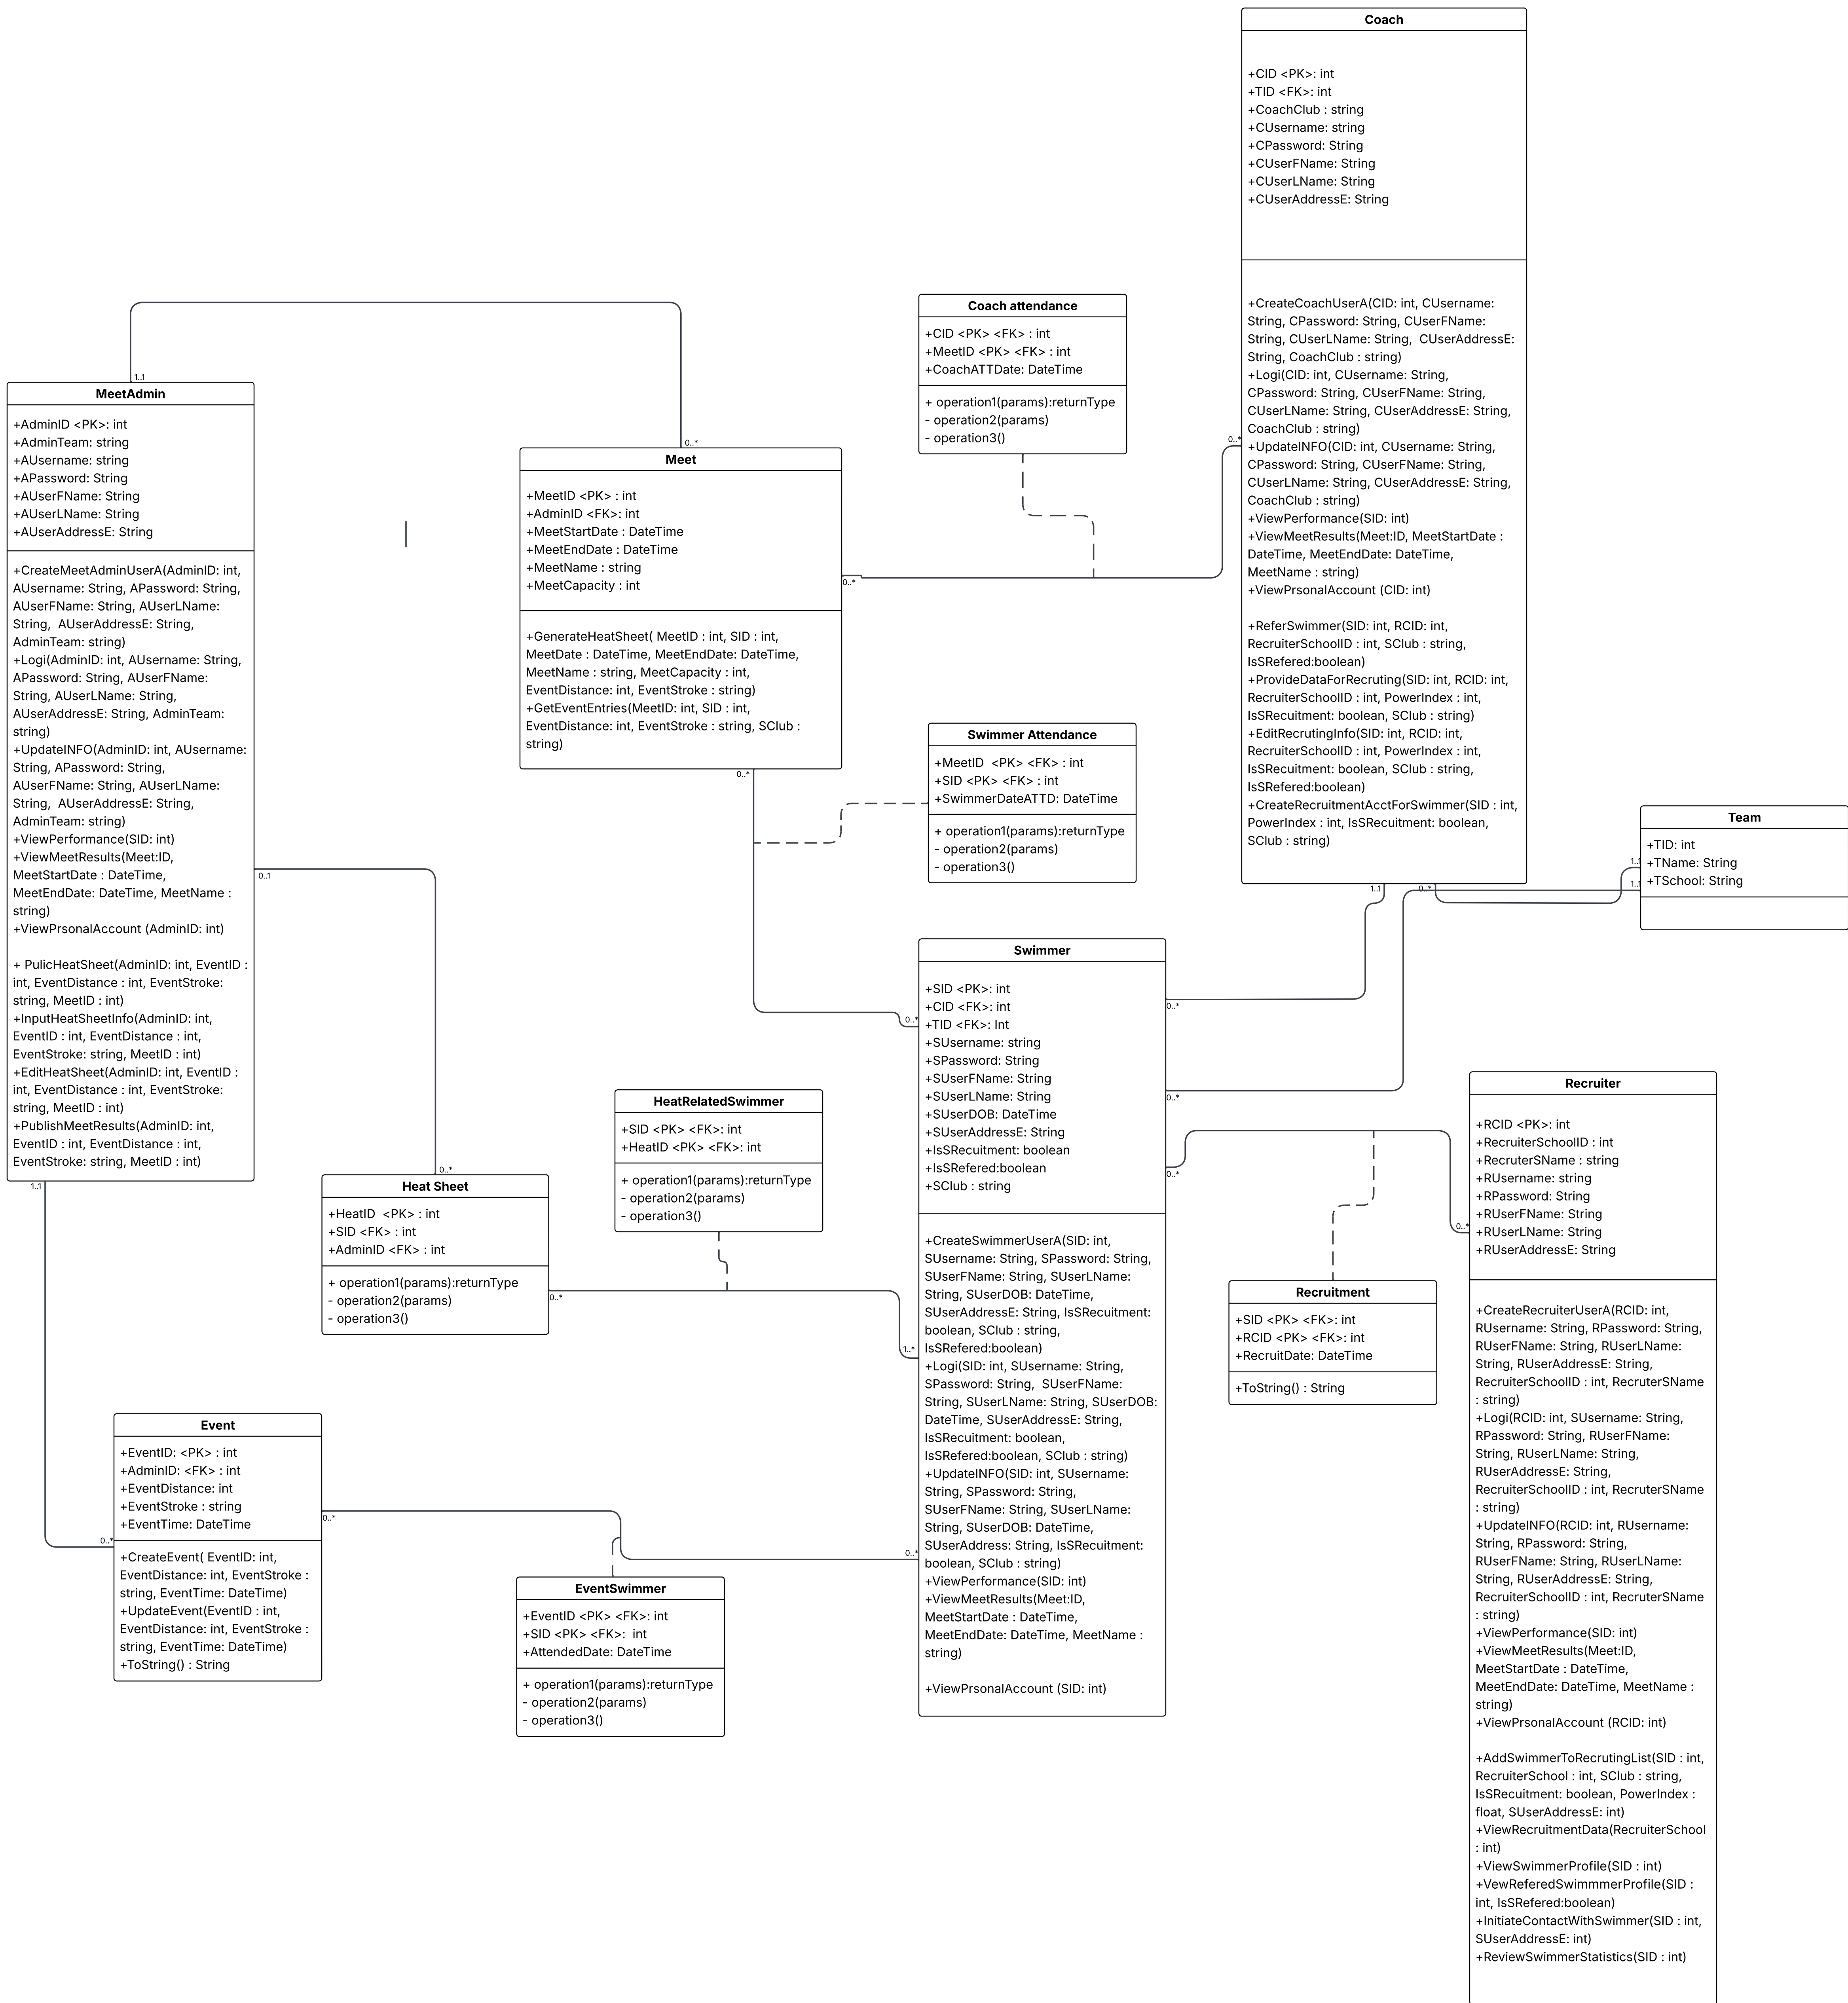 Coach
+CID <PK>: int
+TID <FK>: int
+CoachClub : string
+CUsername: string
+CPassword: String
+CUserFName: String
+CUserLName: String
+CUserAddressE: String
+CreateCoachUserA(CID: int, CUsername:
String, CPassword: String, CUserFName:
String, CUserLName: String,  CUserAddressE:
String, CoachClub : string)
+Logi(CID: int, CUsername: String,
CPassword: String, CUserFName: String,
CUserLName: String, CUserAddressE: String,
CoachClub : string)
+UpdateINFO(CID: int, CUsername: String,
CPassword: String, CUserFName: String,
CUserLName: String, CUserAddressE: String,
CoachClub : string)
+ViewPerformance(SID: int)
+ViewMeetResults(Meet:ID, MeetStartDate :
DateTime, MeetEndDate: DateTime,
MeetName : string)
+ViewPrsonalAccount (CID: int)
+ReferSwimmer(SID: int, RCID: int,
RecruiterSchoolID : int, SClub : string,
IsSRefered:boolean)
+ProvideDataForRecruting(SID: int, RCID: int,
RecruiterSchoolID : int, PowerIndex : int,
IsSRecuitment: boolean, SClub : string)
+EditRecrutingInfo(SID: int, RCID: int,
RecruiterSchoolID : int, PowerIndex : int,
IsSRecuitment: boolean, SClub : string,
IsSRefered:boolean)
+CreateRecruitmentAcctForSwimmer(SID : int,
PowerIndex : int, IsSRecuitment: boolean,
SClub : string)
0..*
1..1
0..*
Coach attendance
+CID <PK> <FK> : int
+MeetID <PK> <FK> : int
+CoachATTDate: DateTime
+ operation1(params):returnType
- operation2(params)
- operation3()
1..1
MeetAdmin
+AdminID <PK>: int
+AdminTeam: string
+AUsername: string
+APassword: String
+AUserFName: String
+AUserLName: String
+AUserAddressE: String
+CreateMeetAdminUserA(AdminID: int,
AUsername: String, APassword: String,
AUserFName: String, AUserLName:
String,  AUserAddressE: String,
AdminTeam: string)
+Logi(AdminID: int, AUsername: String,
APassword: String, AUserFName:
String, AUserLName: String,
AUserAddressE: String, AdminTeam:
string)
+UpdateINFO(AdminID: int, AUsername:
String, APassword: String,
AUserFName: String, AUserLName:
String,  AUserAddressE: String,
AdminTeam: string)
+ViewPerformance(SID: int)
+ViewMeetResults(Meet:ID,
MeetStartDate : DateTime,
MeetEndDate: DateTime, MeetName :
string)
+ViewPrsonalAccount (AdminID: int)
+ PulicHeatSheet(AdminID: int, EventID :
int, EventDistance : int, EventStroke:
string, MeetID : int)
+InputHeatSheetInfo(AdminID: int,
EventID : int, EventDistance : int,
EventStroke: string, MeetID : int)
+EditHeatSheet(AdminID: int, EventID :
int, EventDistance : int, EventStroke:
string, MeetID : int)
+PublishMeetResults(AdminID: int,
EventID : int, EventDistance : int,
EventStroke: string, MeetID : int)
0..1
1..1
0..*
Meet
+MeetID <PK> : int
+AdminID <FK>: int
+MeetStartDate : DateTime
+MeetEndDate : DateTime
+MeetName : string
+MeetCapacity : int
+GenerateHeatSheet( MeetID : int, SID : int,
MeetDate : DateTime, MeetEndDate: DateTime,
MeetName : string, MeetCapacity : int,
EventDistance: int, EventStroke : string)
+GetEventEntries(MeetID: int, SID : int,
EventDistance: int, EventStroke : string, SClub :
string)
0..*
0..*
Swimmer Attendance
+MeetID  <PK> <FK> : int
+SID <PK> <FK> : int
+SwimmerDateATTD: DateTime
+ operation1(params):returnType
- operation2(params)
- operation3()
Team
+TID: int
+TName: String
+TSchool: String
1..1
1..1
Swimmer
+SID <PK>: int
+CID <FK>: int
+TID <FK>: Int
+SUsername: string
+SPassword: String
+SUserFName: String
+SUserLName: String
+SUserDOB: DateTime
+SUserAddressE: String
+IsSRecuitment: boolean
+IsSRefered:boolean
+SClub : string
+CreateSwimmerUserA(SID: int,
SUsername: String, SPassword: String,
SUserFName: String, SUserLName:
String, SUserDOB: DateTime,
SUserAddressE: String, IsSRecuitment:
boolean, SClub : string,
IsSRefered:boolean)
+Logi(SID: int, SUsername: String,
SPassword: String,  SUserFName:
String, SUserLName: String, SUserDOB:
DateTime, SUserAddressE: String,
IsSRecuitment: boolean,
IsSRefered:boolean, SClub : string)
+UpdateINFO(SID: int, SUsername:
String, SPassword: String,
SUserFName: String, SUserLName:
String, SUserDOB: DateTime,
SUserAddress: String, IsSRecuitment:
boolean, SClub : string)
+ViewPerformance(SID: int)
+ViewMeetResults(Meet:ID,
MeetStartDate : DateTime,
MeetEndDate: DateTime, MeetName :
string)
+ViewPrsonalAccount (SID: int)
0..*
0..*
0..*
0..*
1..*
0..*
HeatRelatedSwimmer
+SID <PK> <FK>: int
+HeatID <PK> <FK>: int
+ operation1(params):returnType
- operation2(params)
- operation3()
0..*
Heat Sheet
+HeatID  <PK> : int
+SID <FK> : int
+AdminID <FK> : int
+ operation1(params):returnType
- operation2(params)
- operation3()
0..*
Recruiter
+RCID <PK>: int
+RecruiterSchoolID : int
+RecruterSName : string
+RUsername: string
+RPassword: String
+RUserFName: String
+RUserLName: String
+RUserAddressE: String
+CreateRecruiterUserA(RCID: int,
RUsername: String, RPassword: String,
RUserFName: String, RUserLName:
String, RUserAddressE: String,
RecruiterSchoolID : int, RecruterSName
: string)
+Logi(RCID: int, SUsername: String,
RPassword: String, RUserFName:
String, RUserLName: String,
RUserAddressE: String,
RecruiterSchoolID : int, RecruterSName
: string)
+UpdateINFO(RCID: int, RUsername:
String, RPassword: String,
RUserFName: String, RUserLName:
String, RUserAddressE: String,
RecruiterSchoolID : int, RecruterSName
: string)
+ViewPerformance(SID: int)
+ViewMeetResults(Meet:ID,
MeetStartDate : DateTime,
MeetEndDate: DateTime, MeetName :
string)
+ViewPrsonalAccount (RCID: int)
+AddSwimmerToRecrutingList(SID : int,
RecruiterSchool : int, SClub : string,
IsSRecuitment: boolean, PowerIndex :
float, SUserAddressE: int)
+ViewRecruitmentData(RecruiterSchool
: int)
+ViewSwimmerProfile(SID : int)
+VewReferedSwimmmerProfile(SID :
int, IsSRefered:boolean)
+InitiateContactWithSwimmer(SID : int,
SUserAddressE: int)
+ReviewSwimmerStatistics(SID : int)
0..*
Recruitment
+SID <PK> <FK>: int
+RCID <PK> <FK>: int
+RecruitDate: DateTime
+ToString() : String
Event
+EventID: <PK> : int
+AdminID: <FK> : int
+EventDistance: int
+EventStroke : string
+EventTime: DateTime
+CreateEvent( EventID: int,
EventDistance: int, EventStroke :
string, EventTime: DateTime)
+UpdateEvent(EventID : int,
EventDistance: int, EventStroke :
string, EventTime: DateTime)
+ToString() : String
0..*
0..*
EventSwimmer
+EventID <PK> <FK>: int
+SID <PK> <FK>:  int
+AttendedDate: DateTime
+ operation1(params):returnType
- operation2(params)
- operation3()